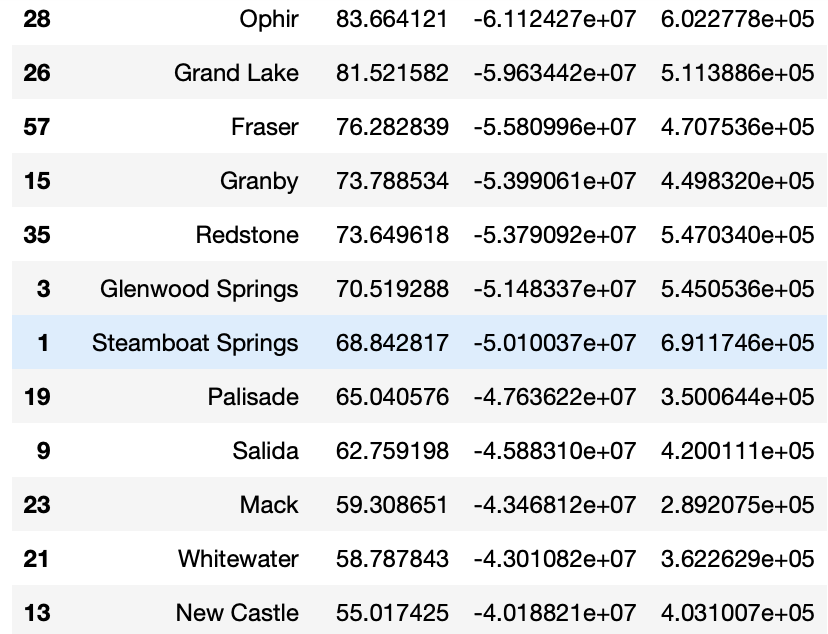 28 Ophir 83.664121 -6.112427e+07 6.022778e+05
26 Grand Lake 81.521582 -5.963442e+07 5.113886e+05
57 Fraser 76.282839 -5.580996e+07 4.707536e+05
15 Granby 73.788534 -5.399061e+07 4.498320e+05
35 Redstone 73.649618 -5.379092e+07 5.470340e+05
3 Glenwood Springs 70.519288 -5.148337e+07 5.450536e+05
1 Steamboat Springs 68.842817 -5.010037e+07 6.911746e+05
19 Palisade 65.040576 -4.763622e+07 3.500644e+05
9 Salida 62.759198 -4.588310e+07 4.200111e+05
23 Mack 59.308651 -4.346812e+07 2.892075e+05
21 Whitewater 58.787843 -4.301082e+07 3.622629e+05
13 New Castle 55.017425 -4.018821e+07 4.031007e+05